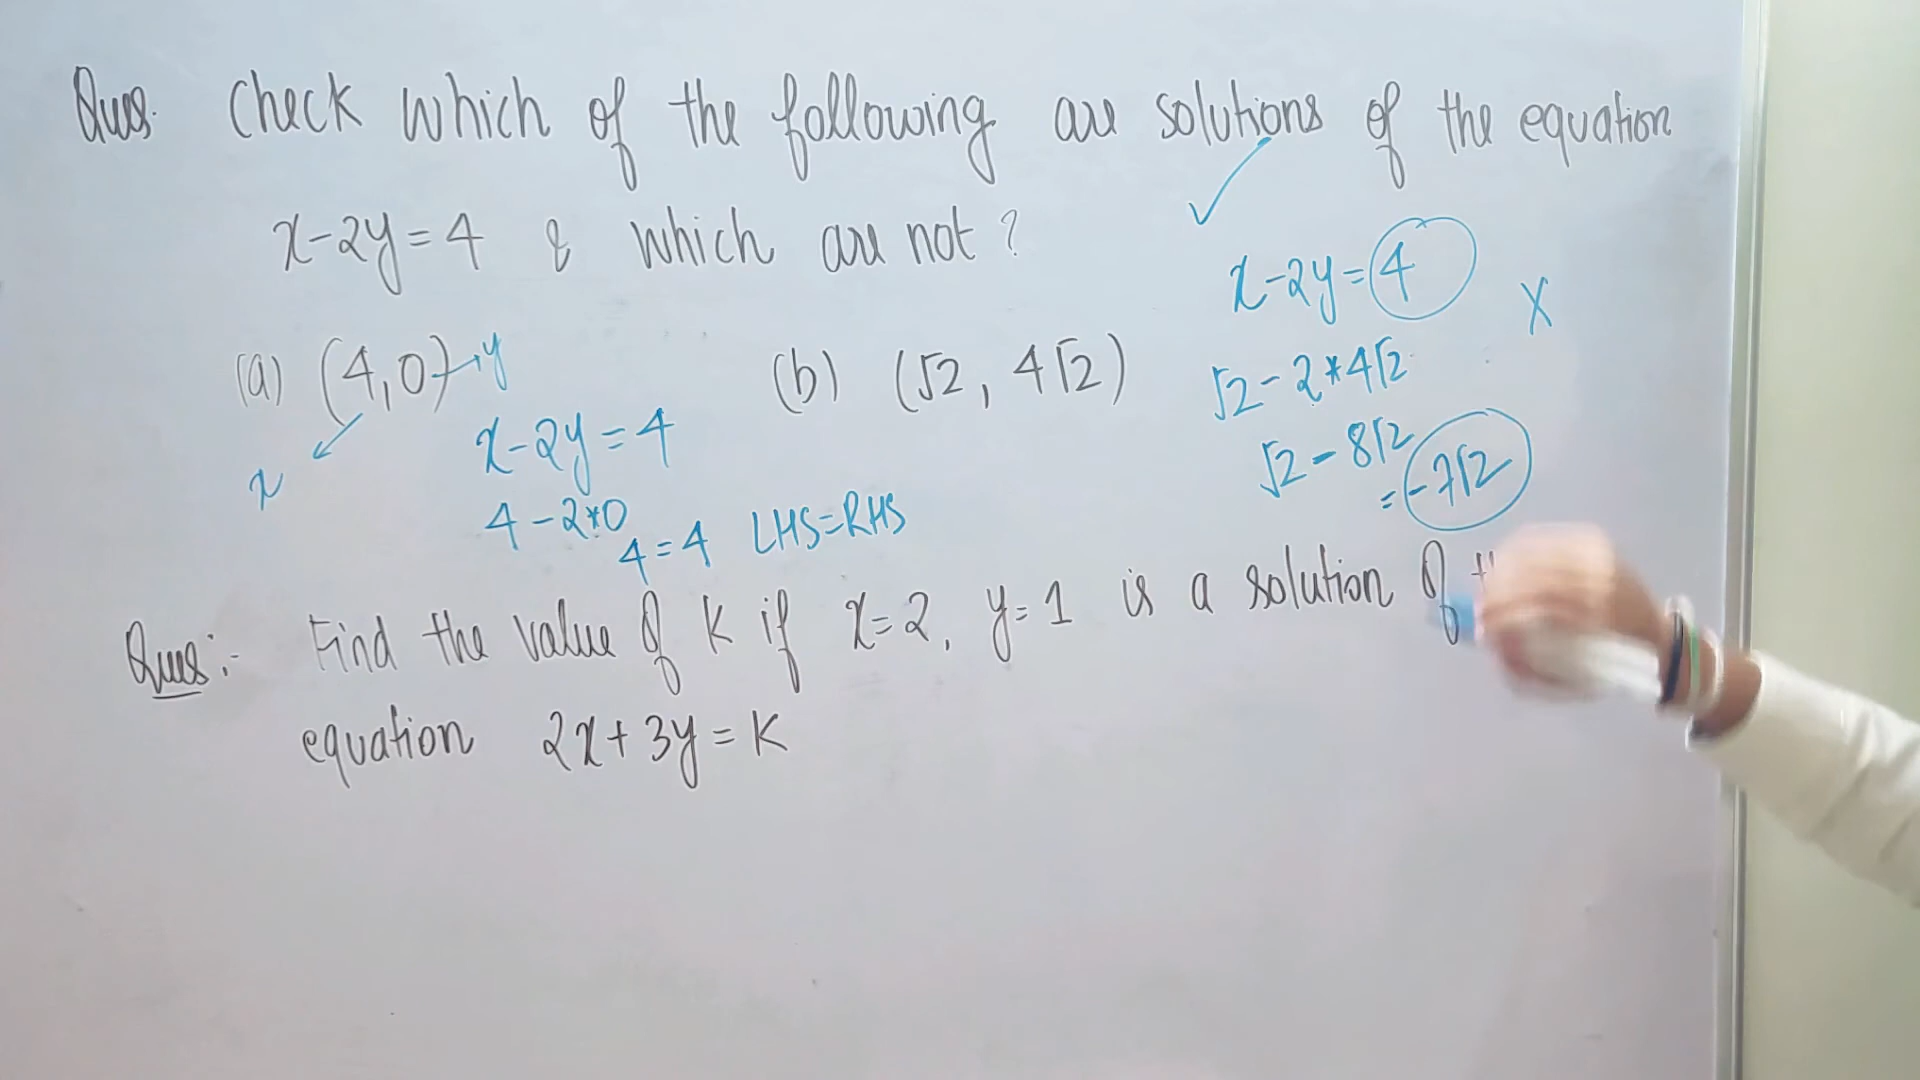 Ques. Check which of the following are solutions of the equation
x-2y=4 & which are not?
(a) (4,0) → y
x
x-2y=4
4-2*0
4=4 LHS=RHS
(b) (√2, 4√2)
✓
x-2y=4
X
√2-2*4√2
√2-8√2
=-7√2
Ques:- Find the value of K if x=2, y=1 is a solution of
equation 2x+3y=K